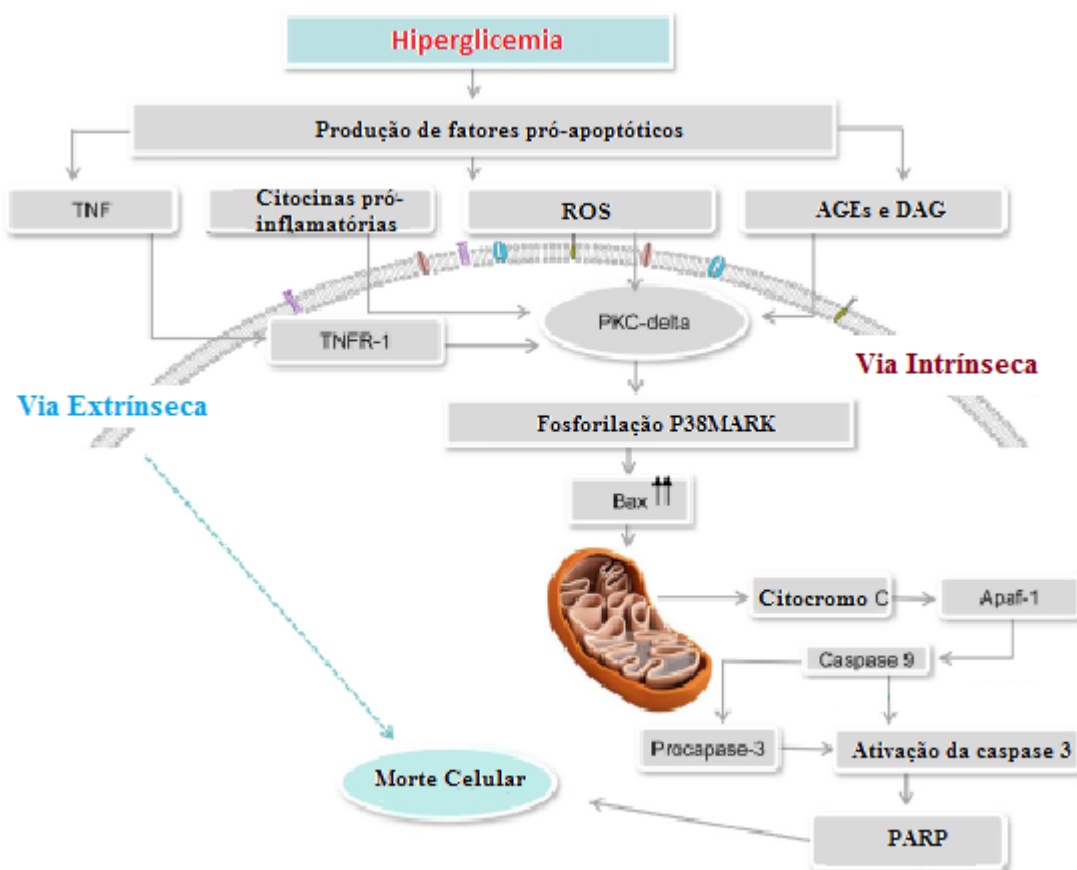 Hiperglicemia
Produção de fatores pró-apoptóticos
TNF
Citocinas pró-
inflamatórias
ROS
AGEs e DAG
PKC-delta
TNFR-1
Via Intrínseca
Via Extrínseca
Fosforilação P38MARK
Bax
Citocromo C
Apaf-1
Caspase 9
Procapase-3
Ativação da caspase 3
Morte Celular
PARP